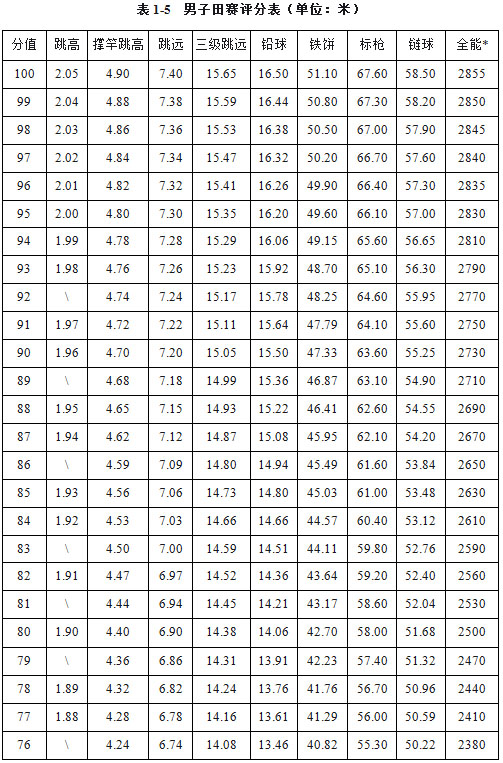 表 1-5 男子田赛评分表（单位：米）
分值 跳高 撑竿跳高 跳远 三级跳远 铅球 铁饼 标枪 链球 全能*
100 2.05 4.90 7.40 15.65 16.50 51.10 67.60 58.50 2855
99 2.04 4.88 7.38 15.59 16.44 50.80 67.30 58.20 2850
98 2.03 4.86 7.36 15.53 16.38 50.50 67.00 57.90 2845
97 2.02 4.84 7.34 15.47 16.32 50.20 66.70 57.60 2840
96 2.01 4.82 7.32 15.41 16.26 49.90 66.40 57.30 2835
95 2.00 4.80 7.30 15.35 16.20 49.60 66.10 57.00 2830
94 1.99 4.78 7.28 15.29 16.06 49.15 65.60 56.65 2810
93 1.98 4.76 7.26 15.23 15.92 48.70 65.10 56.30 2790
92 \ 4.74 7.24 15.17 15.78 48.25 64.60 55.95 2770
91 1.97 4.72 7.22 15.11 15.64 47.79 64.10 55.60 2750
90 1.96 4.70 7.20 15.05 15.50 47.33 63.60 55.25 2730
89 \ 4.68 7.18 14.99 15.36 46.87 63.10 54.90 2710
88 1.95 4.65 7.15 14.93 15.22 46.41 62.60 54.55 2690
87 1.94 4.62 7.12 14.87 15.08 45.95 62.10 54.20 2670
86 \ 4.59 7.09 14.80 14.94 45.49 61.60 53.84 2650
85 1.93 4.56 7.06 14.73 14.80 45.03 61.00 53.48 2630
84 1.92 4.53 7.03 14.66 14.66 44.57 60.40 53.12 2610
83 \ 4.50 7.00 14.59 14.51 44.11 59.80 52.76 2590
82 1.91 4.47 6.97 14.52 14.36 43.64 59.20 52.40 2560
81 \ 4.44 6.94 14.45 14.21 43.17 58.60 52.04 2530
80 1.90 4.40 6.90 14.38 14.06 42.70 58.00 51.68 2500
79 \ 4.36 6.86 14.31 13.91 42.23 57.40 51.32 2470
78 1.89 4.32 6.82 14.24 13.76 41.76 56.70 50.96 2440
77 1.88 4.28 6.78 14.16 13.61 41.29 56.00 50.59 2410
76 \ 4.24 6.74 14.08 13.46 40.82 55.30 50.22 2380